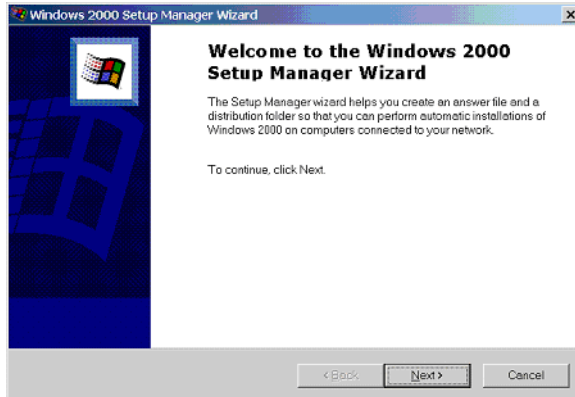 Windows 2000 Setup Manager Wizard
Welcome to the Windows 2000
Setup Manager Wizard
The Setup Manager wizard helps you create an answer file and a
distribution folder so that you can perform automatic installations of
Windows 2000 on computers connected to your network.
To continue, click Next.
< Back Next > Cancel